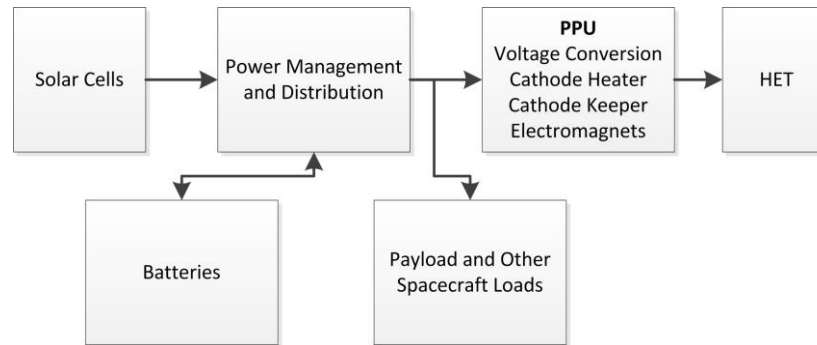 Solar Cells
Power Management
and Distribution
PPU
Voltage Conversion
Cathode Heater
Cathode Keeper
Electromagnets
HET
Batteries
Payload and Other
Spacecraft Loads